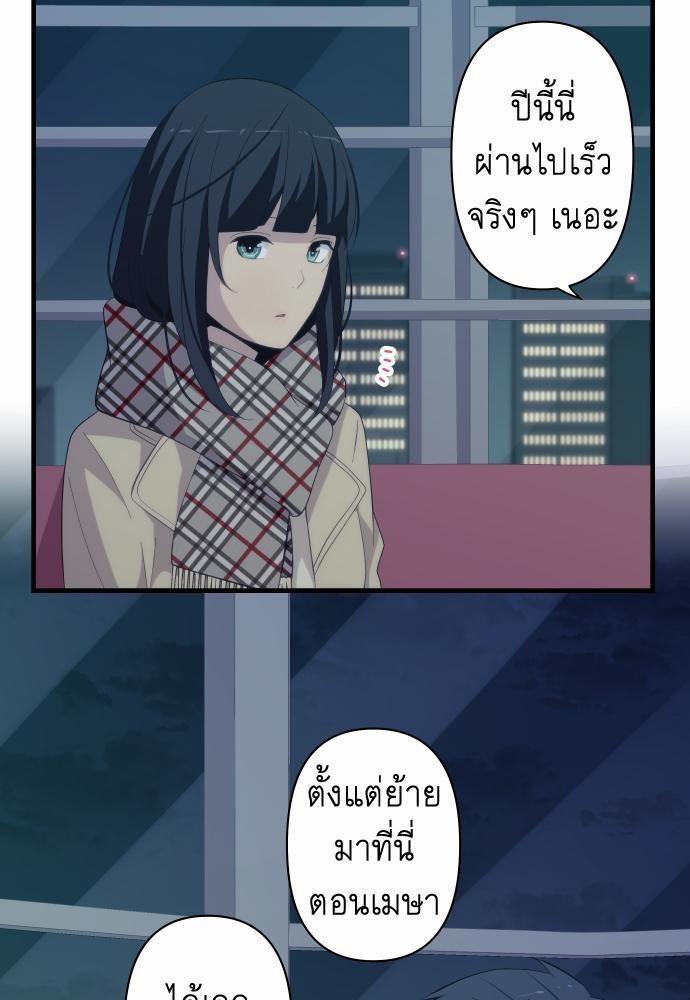 ปีนี้นี่
ผ่านไปเร็ว
จริงๆ เนอะ
ตั้งแต่ย้าย
มาที่นี่
ตอนเมษา